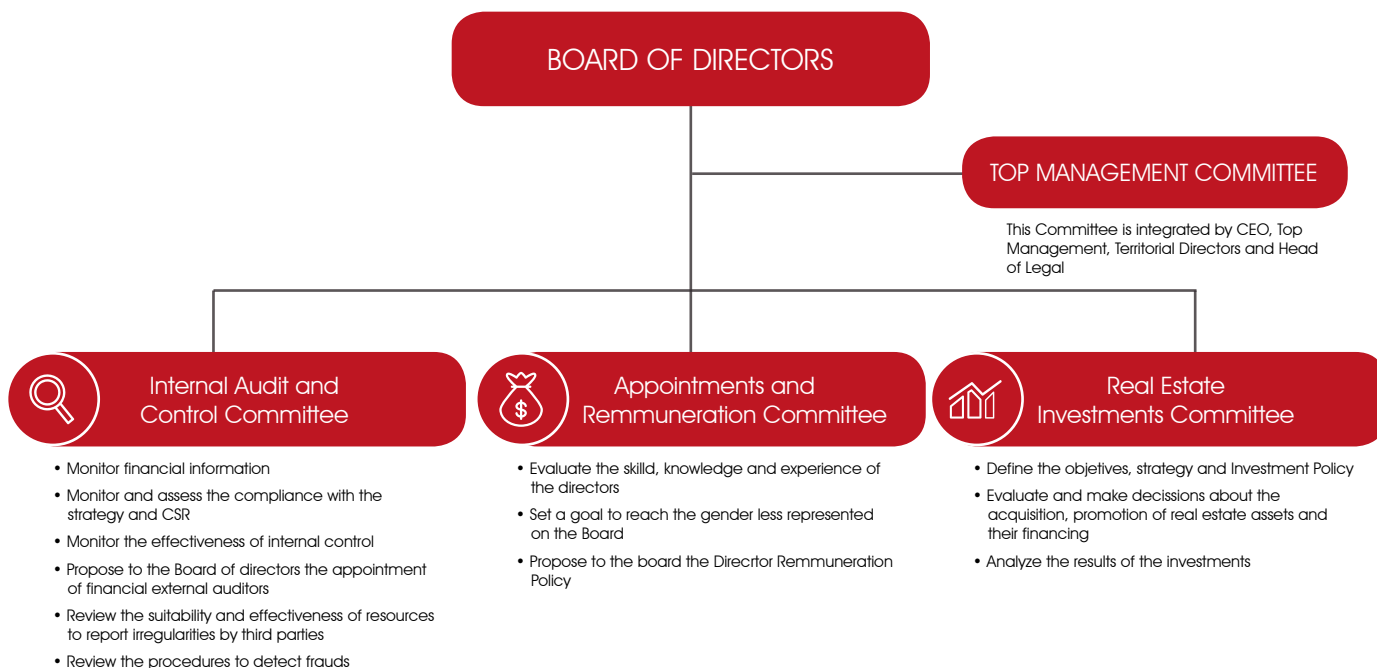 BOARD OF DIRECTORS
TOP MANAGEMENT COMMITTEE
This Committee is integrated by CEO, Top
Management, Territorial Directors and Head
of Legal
Internal Audit and
Control Committee
• Monitor financial information
• Monitor and assess the compliance with the
strategy and CSR
• Monitor the effectiveness of internal control
• Propose to the Board of directors the appointment
of financial external auditors
• Review the suitability and effectiveness of resources
to report irregularities by third parties
• Review the procedures to detect frauds
$
Appointments and
Remmuneration Committee
• Evaluate the skilld, knowledge and experience of
the directors
• Set a goal to reach the gender less represented
on the Board
• Propose to the board the Direcrtor Remmuneration
Policy
Real Estate
Investments Committee
• Define the objetives, strategy and Investment Policy
• Evaluate and make decissions about the
acquisition, promotion of real estate assets and
their financing
• Analyze the results of the investments